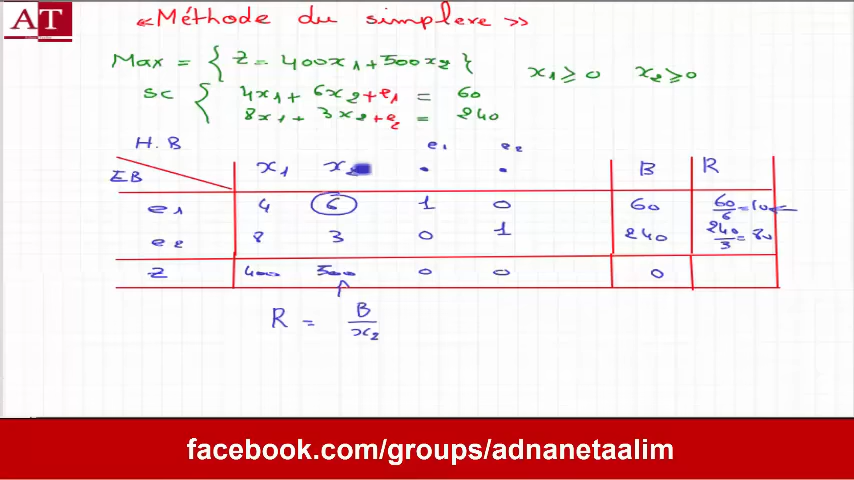 AT
«Méthode du simplexe»
Max = { Z = 400x1 + 500x2 } x1 ≥ 0 x2 ≥ 0
SC { 4x1 + 6x2 + e1 = 60
8x1 + 3x2 + e2 = 240
H.B e1 e2
EB x1 x2 • • B R
e1 4 6 1 0 60 60/6 = 10 ←
e2 8 3 0 1 240 240/3 = 80
Z 400 500 0 0 0
R = B/x2
facebook.com/groups/adnanetaalim